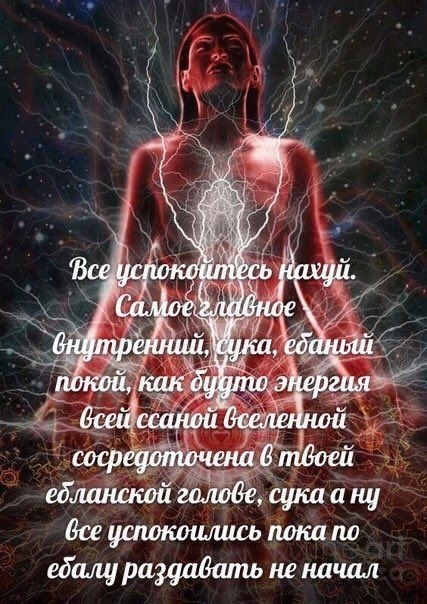 Все успокойтесь нахуй.
Самое главное -
внутренний, сука, ебаный
покой, как будто энергия
всей ссаной вселенной
сосредоточена в твоей
ебланской голове, сука а ну
все успокоились пока по
ебалу раздавать не начал